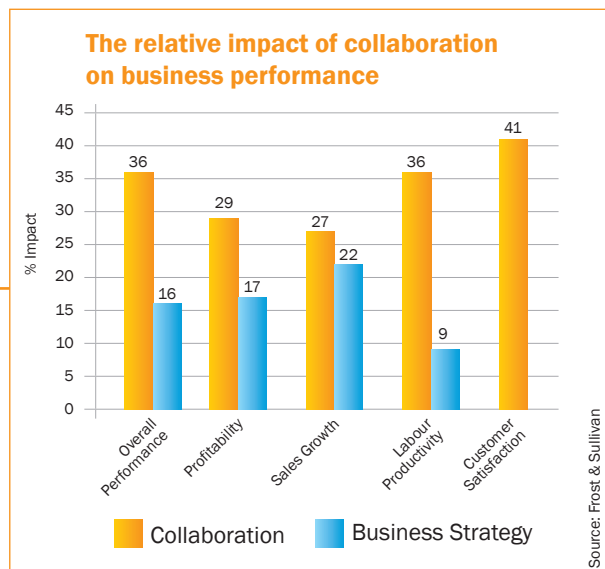 The relative impact of collaboration
on business performance
% Impact
45
40
35
30
25
20
15
10
5
0
36
16
29
17
27
22
36
9
41
Overall
Performance
Profitability
Sales Growth
Labour
Productivity
Customer
Satisfaction
Collaboration
Business Strategy
Source: Frost & Sullivan